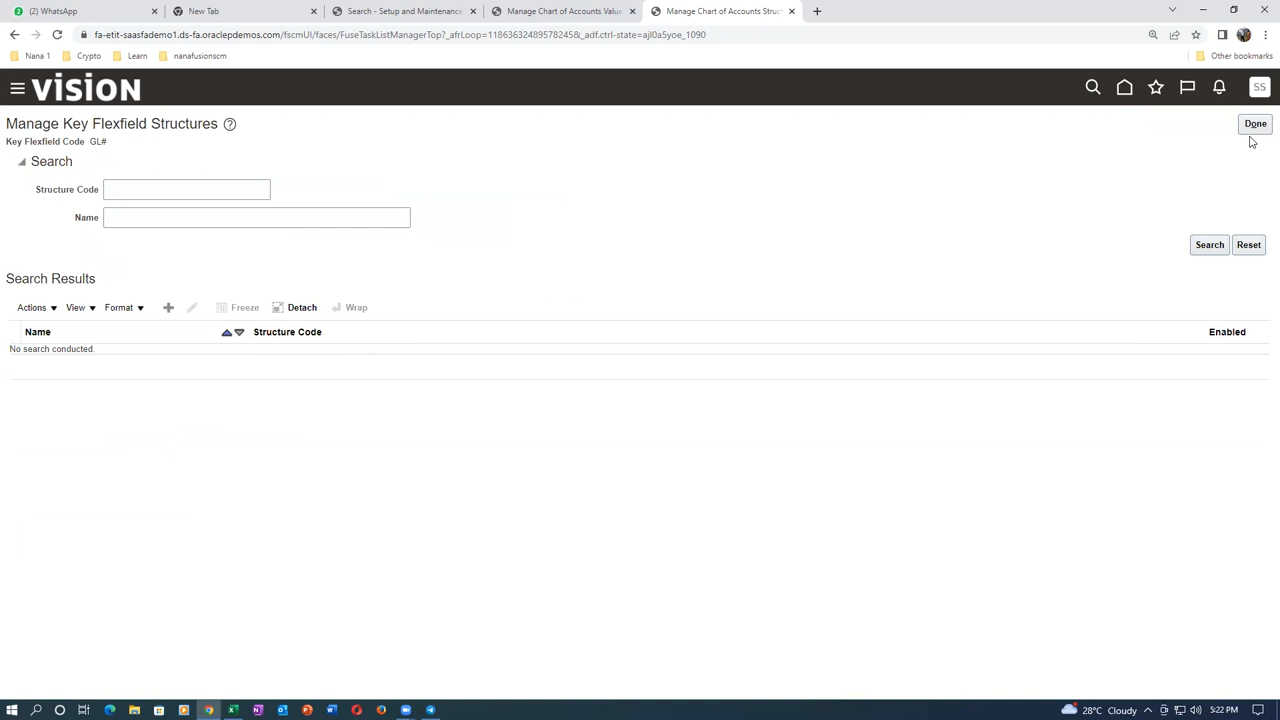 (2) WhatsApp
New Tab
Search - Setup and Maintenance
Manage Chart of Accounts Value
Manage Chart of Accounts Struc
fa-etit-saasfademo1.ds-fa.oraclepdemos.com/fscmUI/faces/FuseTaskListManagerTop?_afrLoop=11863632489578245&_adf.ctrl-state=ajl0a5yoe_1090
Nana 1
Crypto
Learn
nanafusionscm
Other bookmarks
vision
SS
Manage Key Flexfield Structures
Done
Key Flexfield Code GL#
Search
Structure Code
Name
Search Reset
Search Results
Actions View Format Freeze Detach Wrap
Name Structure Code Enabled
No search conducted.
28°C Cloudy 5:22 PM